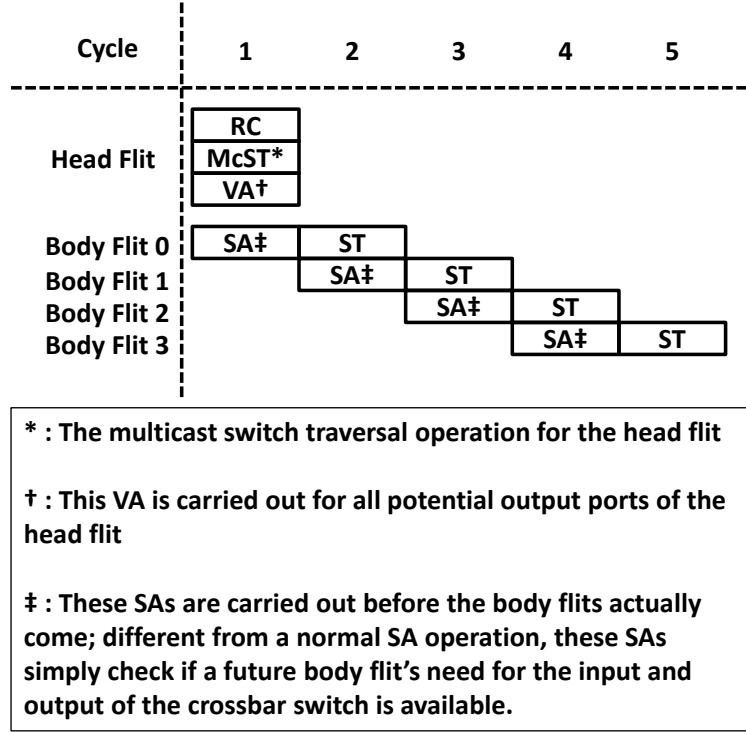 Cycle 1 2 3 4 5
RC
Head Flit McST*
VA†
Body Flit 0 SA‡ ST
Body Flit 1 SA‡ ST
Body Flit 2 SA‡ ST
Body Flit 3 SA‡ ST
* : The multicast switch traversal operation for the head flit
† : This VA is carried out for all potential output ports of the
head flit
‡ : These SAs are carried out before the body flits actually
come; different from a normal SA operation, these SAs
simply check if a future body flit's need for the input and
output of the crossbar switch is available.